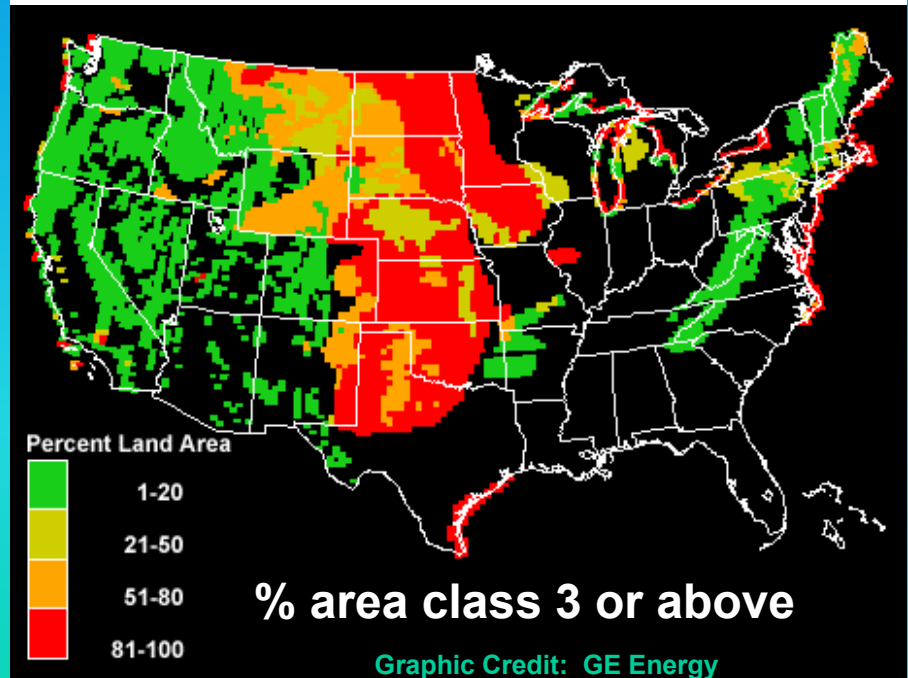 Percent Land Area
1-20
21-50
51-80
81-100
% area class 3 or above
Graphic Credit: GE Energy